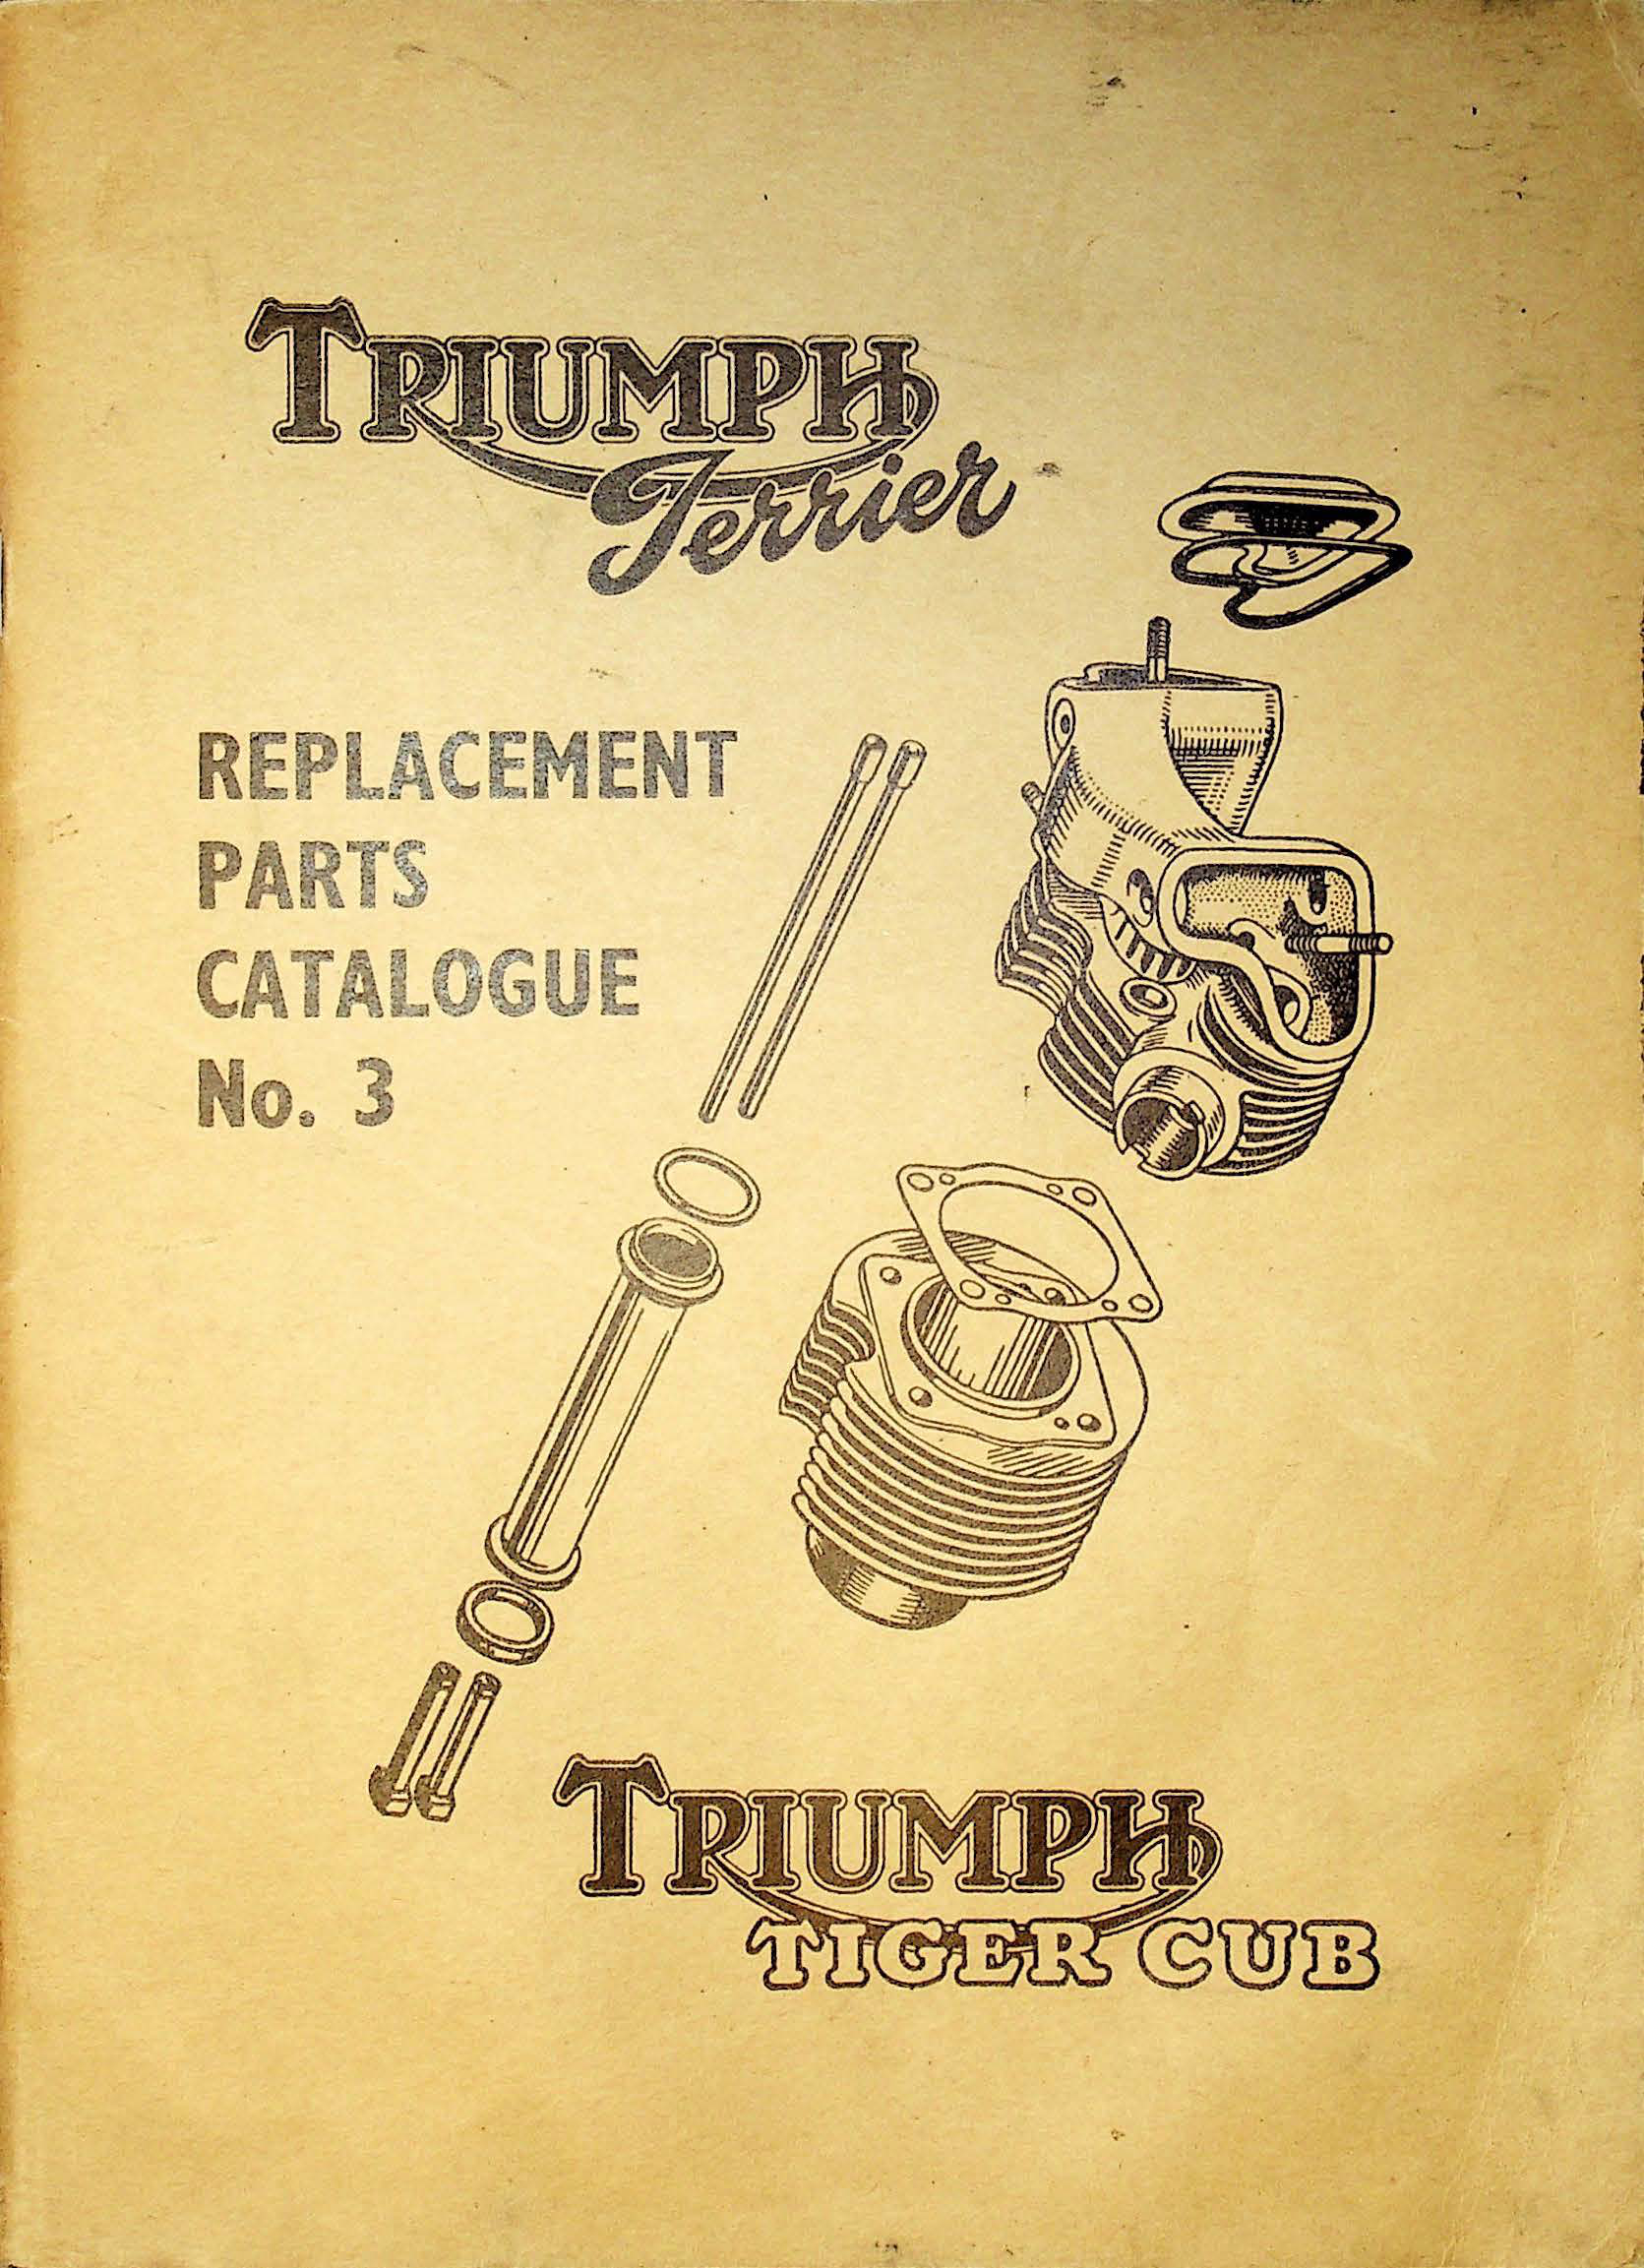 TRIUMPH
Terrier
REPLACEMENT
PARTS
CATALOGUE
No. 3
TRIUMPH
TIGER CUB